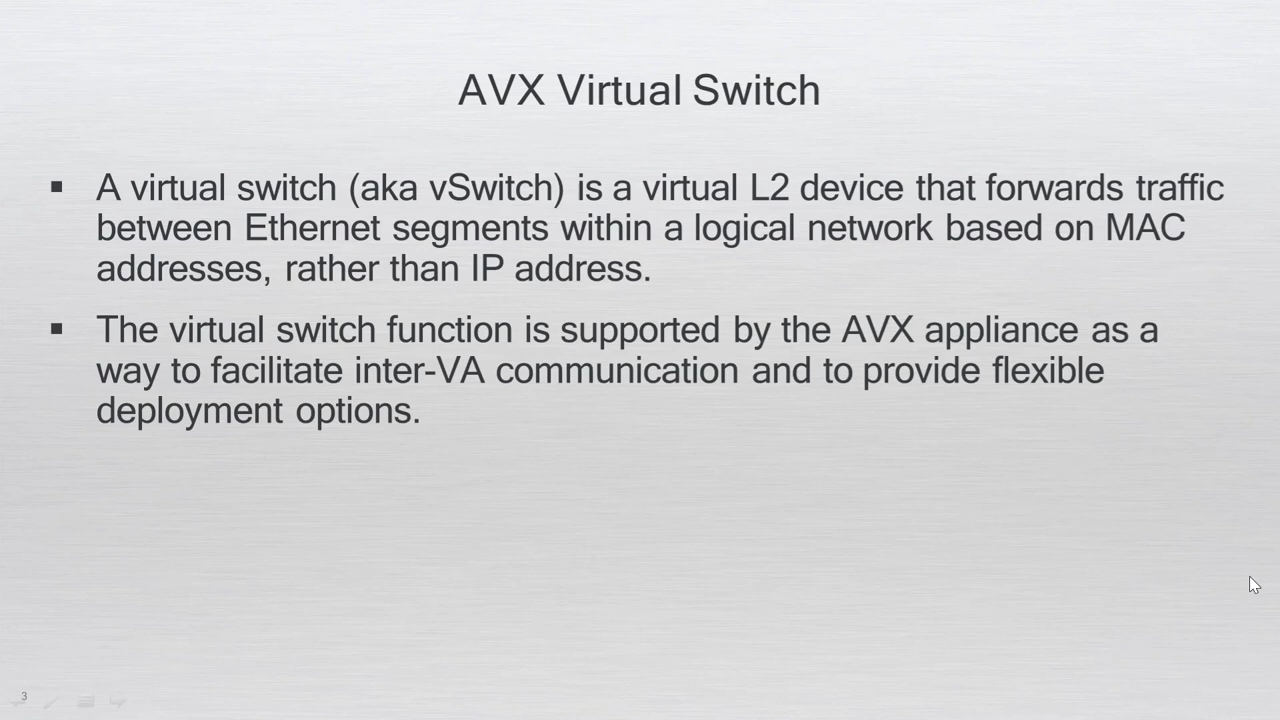 AVX Virtual Switch
▪ A virtual switch (aka vSwitch) is a virtual L2 device that forwards traffic
between Ethernet segments within a logical network based on MAC
addresses, rather than IP address.
▪ The virtual switch function is supported by the AVX appliance as a
way to facilitate inter-VA communication and to provide flexible
deployment options.
3